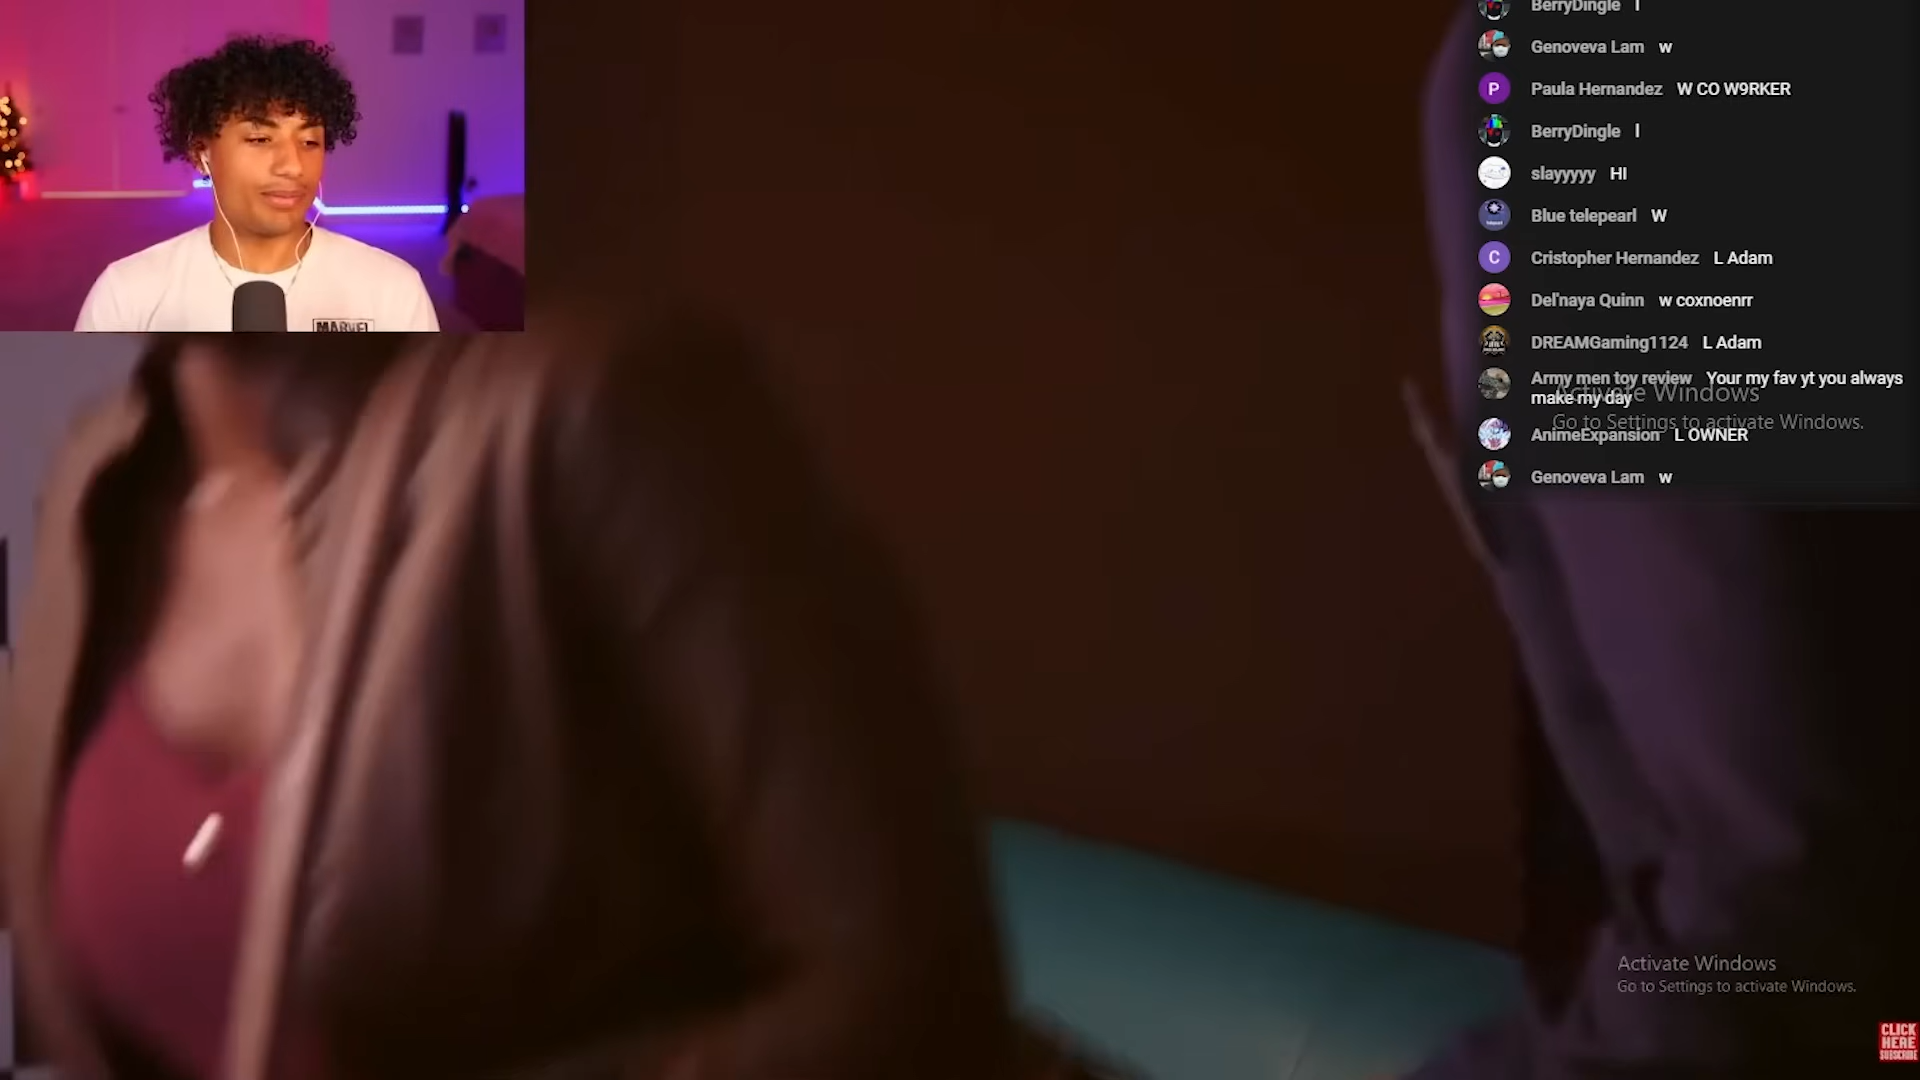 BerryDingle l
Genoveva Lam w
Paula Hernandez W CO W9RKER
BerryDingle l
slayyyyy HI
Blue telepearl W
Cristopher Hernandez L Adam
Del'naya Quinn w coxnoenrr
DREAMGaming1124 L Adam
Army men toy review Your my fav yt you always
make my day
Activate Windows
Go to Settings to activate Windows.
AnimeExpansion L OWNER
Genoveva Lam w
MARVEL
Activate Windows
Go to Settings to activate Windows.
CLICK
HERE
SUBSCRIBE